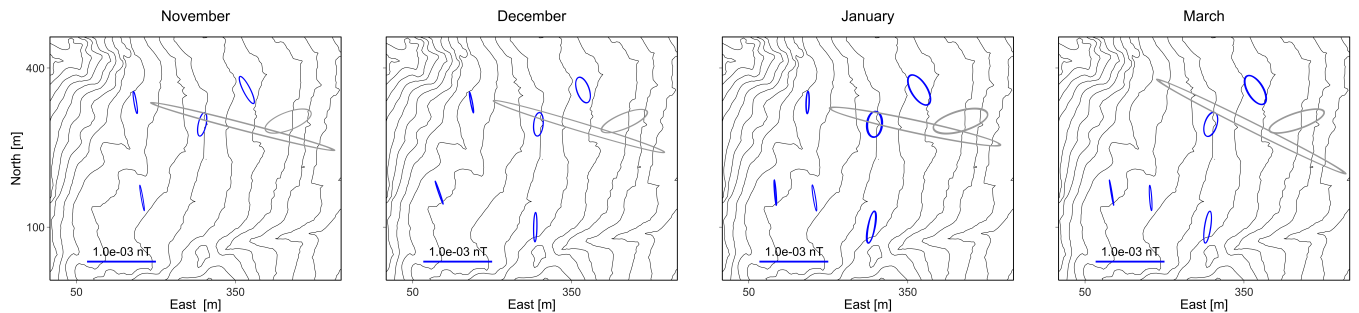 November December January March
400
North [m]
100
1.0e-03 nT 1.0e-03 nT 1.0e-03 nT 1.0e-03 nT
50 350 50 350 50 350 50 350
East [m] East [m] East [m] East [m]